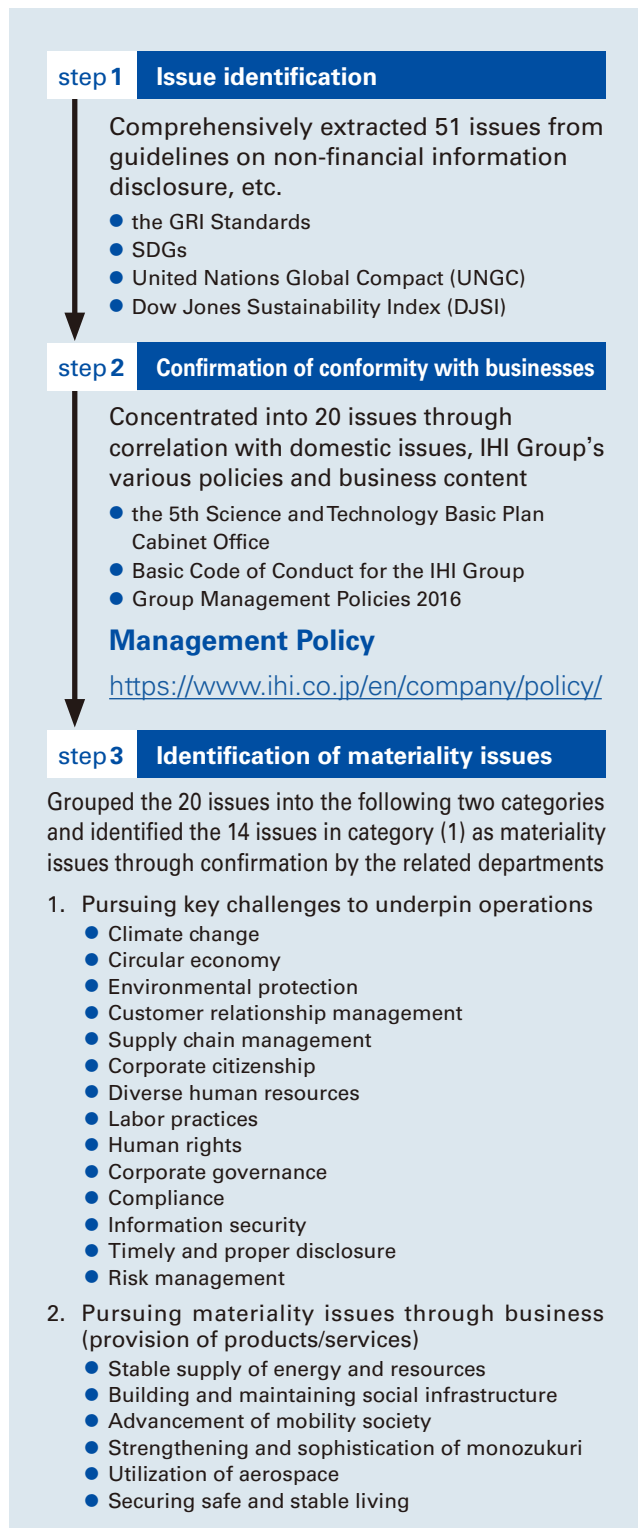 step 1 Issue identification
Comprehensively extracted 51 issues from
guidelines on non-financial information
disclosure, etc.
● the GRI Standards
● SDGs
● United Nations Global Compact (UNGC)
● Dow Jones Sustainability Index (DJSI)
step 2 Confirmation of conformity with businesses
Concentrated into 20 issues through
correlation with domestic issues, IHI Group's
various policies and business content
● the 5th Science and Technology Basic Plan
Cabinet Office
● Basic Code of Conduct for the IHI Group
● Group Management Policies 2016
Management Policy
https://www.ihi.co.jp/en/company/policy/
step 3 Identification of materiality issues
Grouped the 20 issues into the following two categories
and identified the 14 issues in category (1) as materiality
issues through confirmation by the related departments
1. Pursuing key challenges to underpin operations
● Climate change
● Circular economy
● Environmental protection
● Customer relationship management
● Supply chain management
● Corporate citizenship
● Diverse human resources
● Labor practices
● Human rights
● Corporate governance
● Compliance
● Information security
● Timely and proper disclosure
● Risk management
2. Pursuing materiality issues through business
(provision of products/services)
● Stable supply of energy and resources
● Building and maintaining social infrastructure
● Advancement of mobility society
● Strengthening and sophistication of monozukuri
● Utilization of aerospace
● Securing safe and stable living